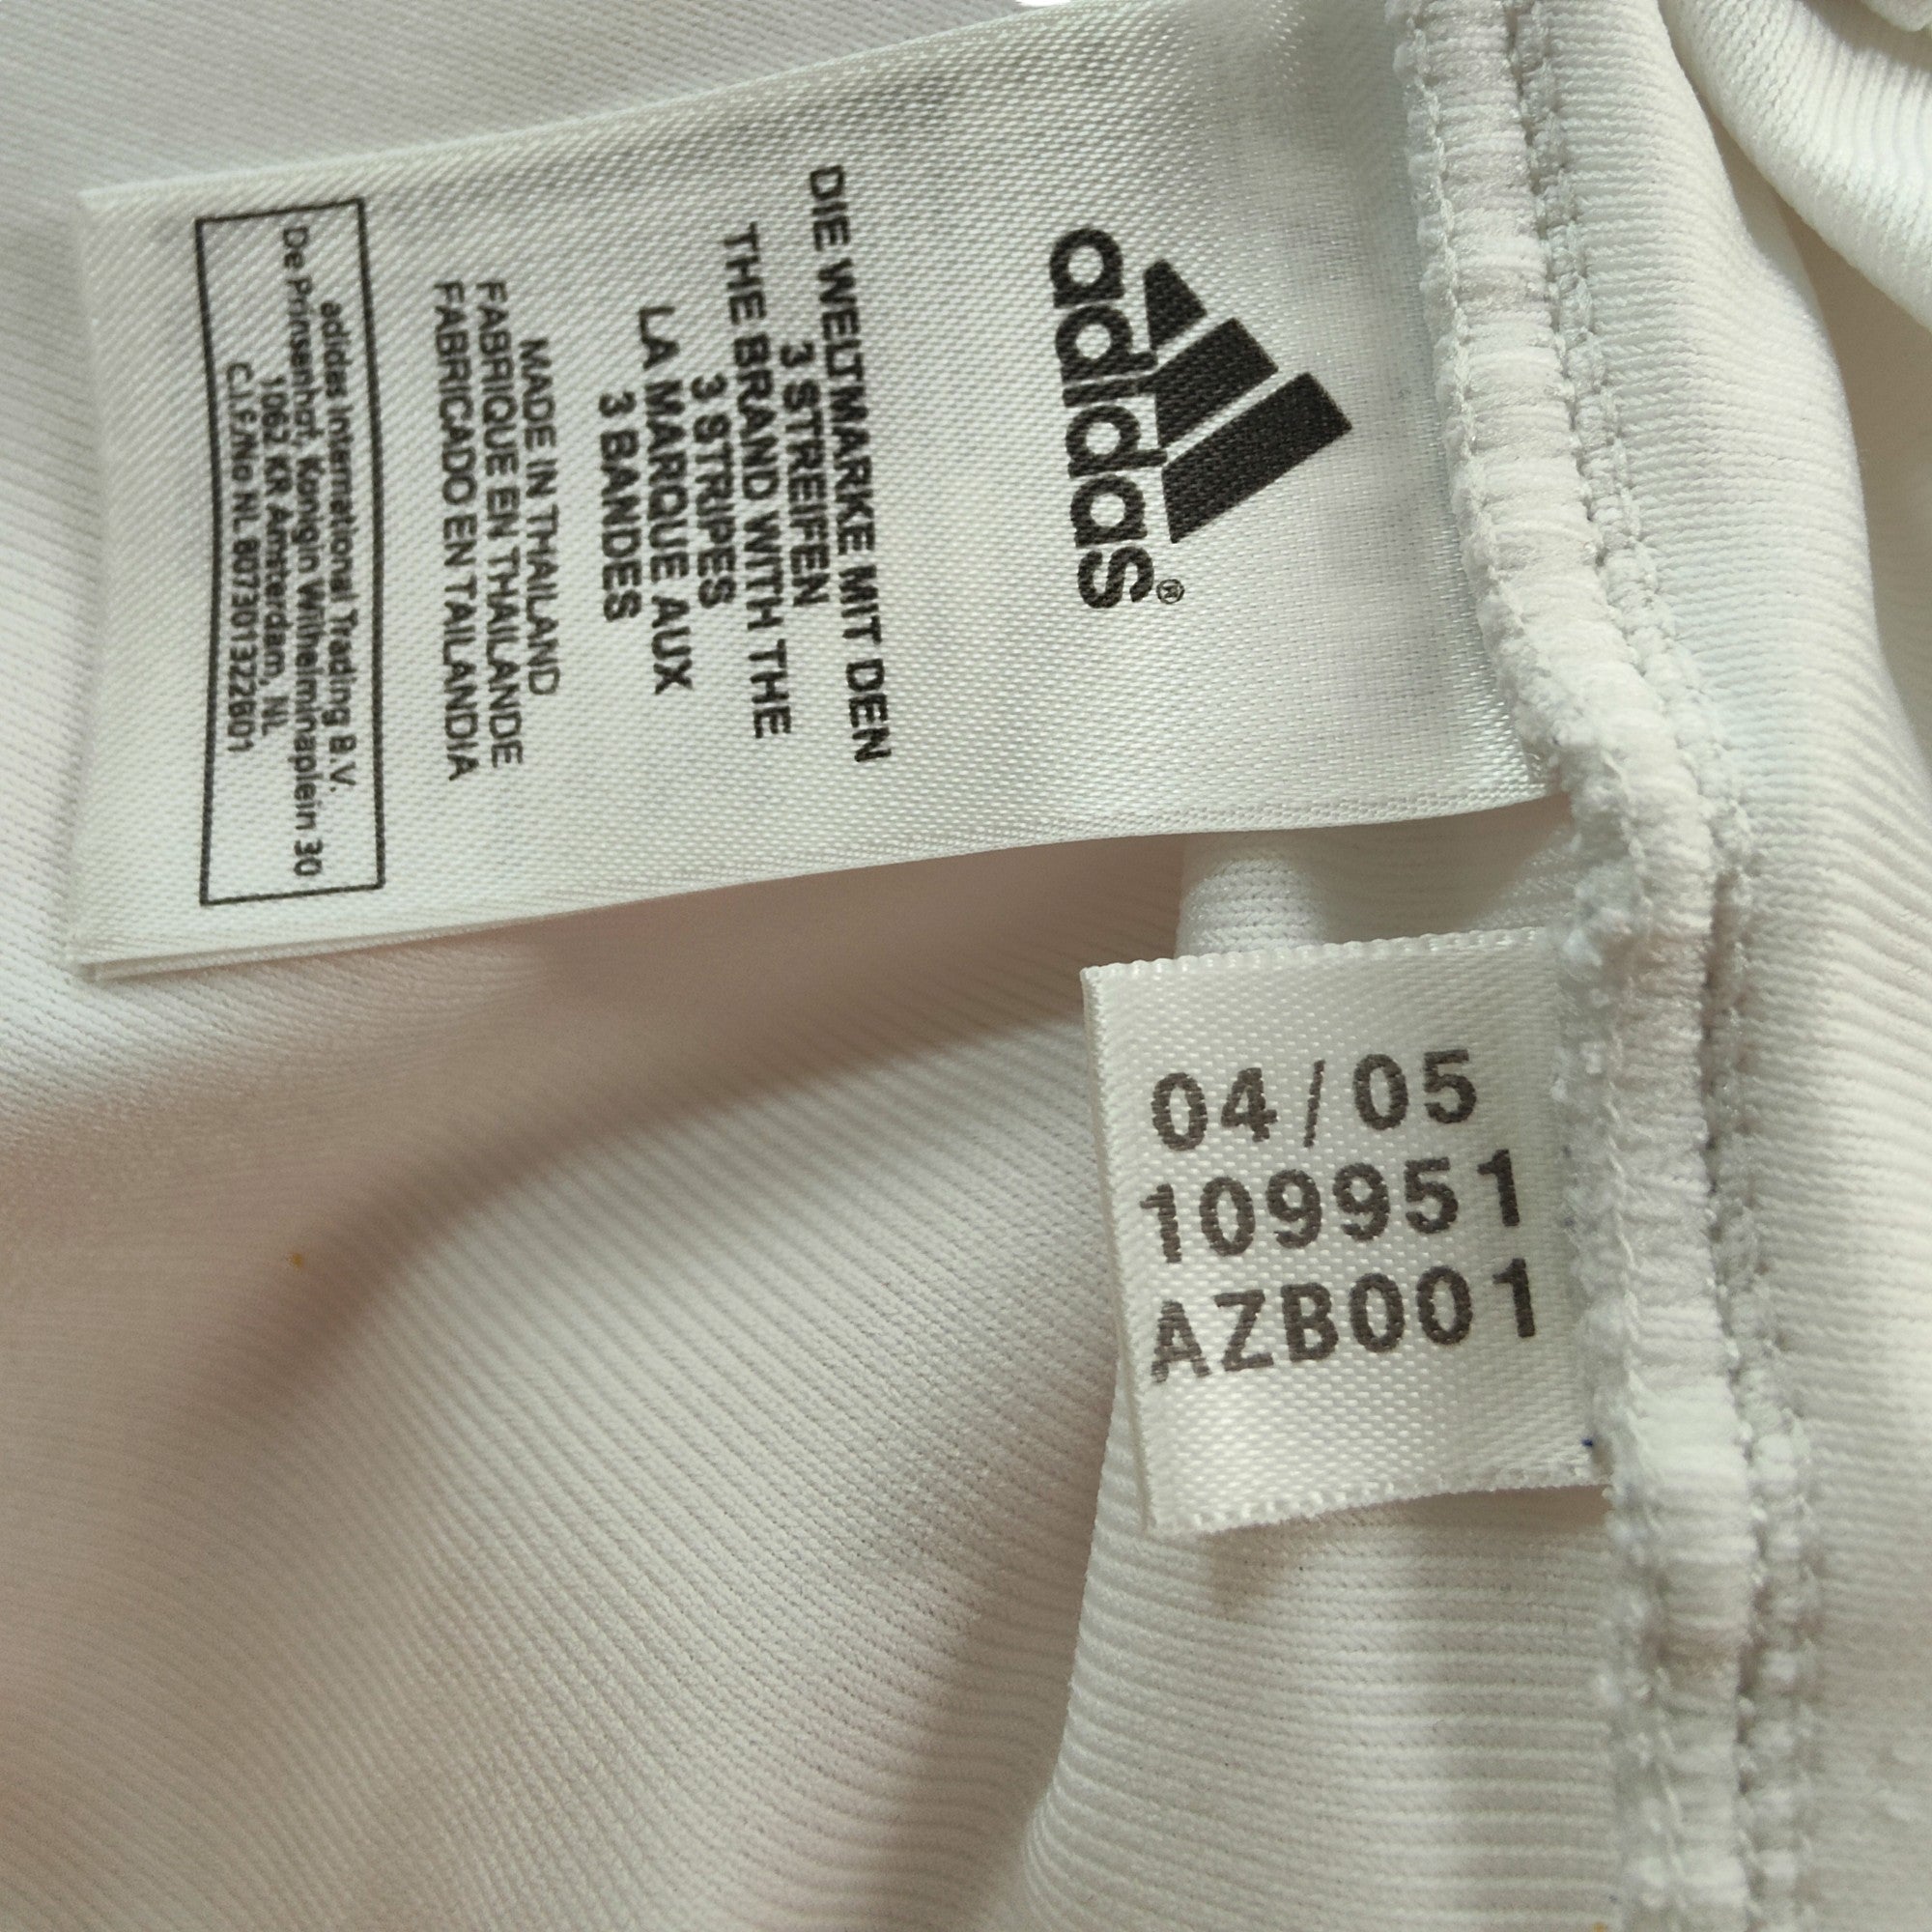 adidas®
DIE WELTMARKE MIT DEN
3 STREIFEN
THE BRAND WITH THE
3 STRIPES
LA MARQUE AUX
3 BANDES
MADE IN THAILAND
FABRIQUE EN THAILANDE
FABRICADO EN TAILANDIA
adidas International Trading B.V.
De Prinsenhof, Konigin Wilhelminaplein 30
1062 KR Amsterdam, NL
C.I.F./No NL 807301322B01
04/05
109951
AZB001